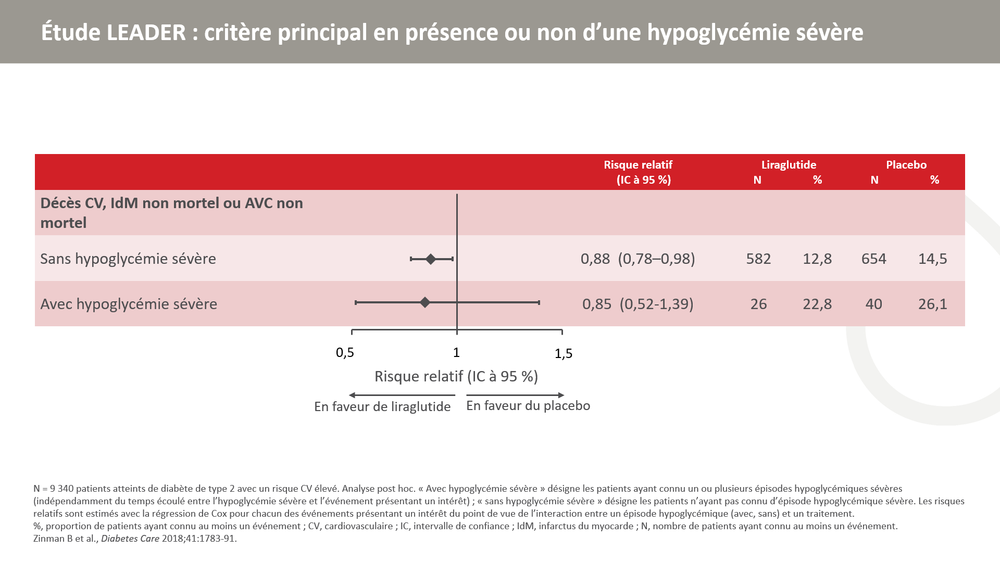 Étude LEADER : critère principal en présence ou non d’une hypoglycémie sévère
Risque relatif
(IC à 95 %)
Liraglutide
N %
Placebo
N %
Décès CV, IdM non mortel ou AVC non
mortel
Sans hypoglycémie sévère 0,88 (0,78–0,98) 582 12,8 654 14,5
Avec hypoglycémie sévère 0,85 (0,52-1,39) 26 22,8 40 26,1
0,5 1 1,5
Risque relatif (IC à 95 %)
En faveur de liraglutide En faveur du placebo
N = 9 340 patients atteints de diabète de type 2 avec un risque CV élevé. Analyse post hoc. « Avec hypoglycémie sévère » désigne les patients ayant connu un ou plusieurs épisodes hypoglycémiques sévères
(indépendamment du temps écoulé entre l’hypoglycémie sévère et l’événement présentant un intérêt) ; « sans hypoglycémie sévère » désigne les patients n’ayant pas connu d’épisode hypoglycémique sévère. Les risques
relatifs sont estimés avec la régression de Cox pour chacun des événements présentant un intérêt du point de vue de l’interaction entre un épisode hypoglycémique (avec, sans) et un traitement.
%, proportion de patients ayant connu au moins un événement ; CV, cardiovasculaire ; IC, intervalle de confiance ; IdM, infarctus du myocarde ; N, nombre de patients ayant connu au moins un événement.
Zinman B et al., Diabetes Care 2018;41:1783-91.